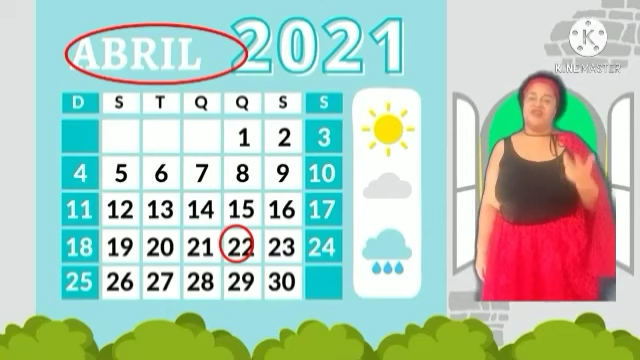 ABRIL 2021
K
KINEMASTER
D S T Q Q S S
1 2 3
4 5 6 7 8 9 10
11 12 13 14 15 16 17
18 19 20 21 22 23 24
25 26 27 28 29 30